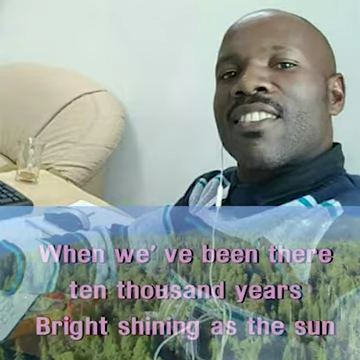 When we' ve been there
ten thousand years
Bright shining as the sun